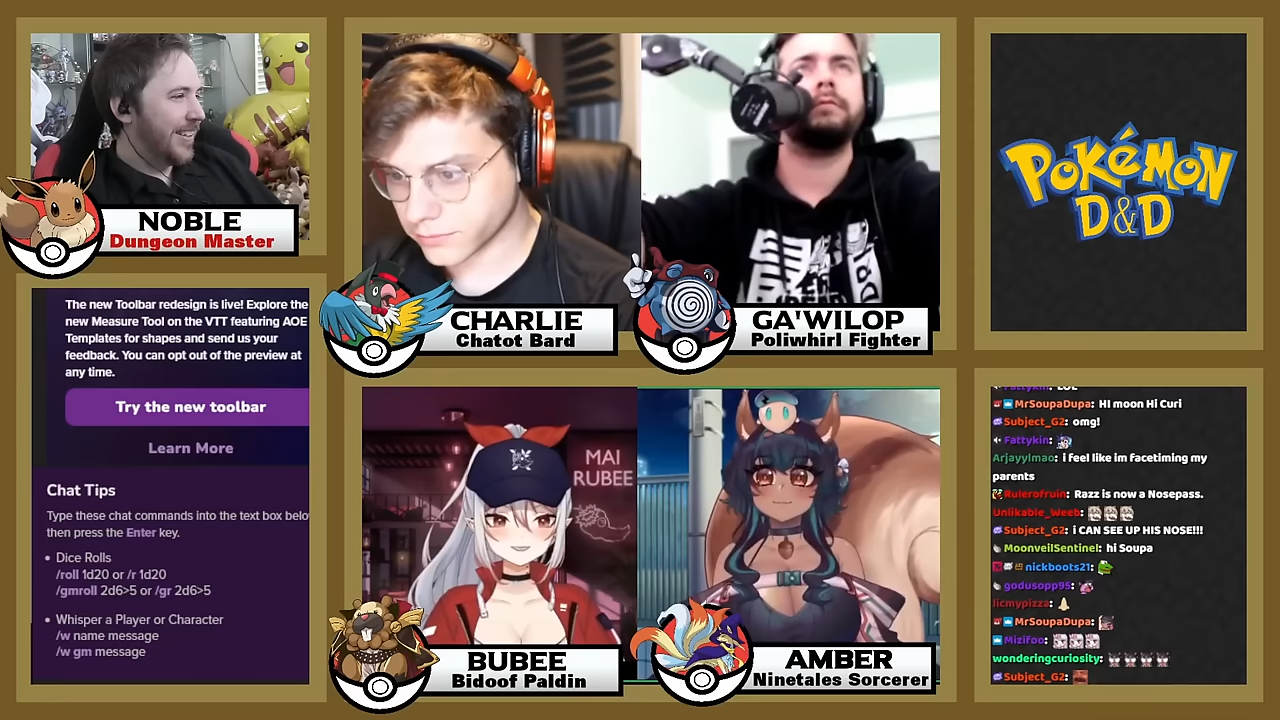 NOBLE
Dungeon Master
The new Toolbar redesign is live! Explore the
new Measure Tool on the VTT featuring AOE
Templates for shapes and send us your
feedback. You can opt out of the preview at
any time.
Try the new toolbar
Learn More
Chat Tips
Type these chat commands into the text box belo
then press the Enter key.
• Dice Rolls
/roll 1d20 or /r 1d20
/gmroll 2d6>5 or /gr 2d6>5
• Whisper a Player or Character
/w name message
/w gm message
CHARLIE
Chatot Bard
GA'WILOP
Poliwhirl Fighter
MAI
RUBEE
BUBEE
Bidoof Paldin
AMBER
Ninetales Sorcerer
POKéMON
D&D
Fattykin: LOL
MrSoupaDupa: HI moon Hi Curi
Subject_G2: omg!
Fattykin:
Arjayylmao: i feel like im facetiming my
parents
Rulerofruin: Razz is now a Nosepass.
Unlikable_Weeb:
Subject_G2: i CAN SEE UP HIS NOSE!!!
MoonveilSentinel: hi Soupa
nickboots21:
godusopp95:
licmypizza:
MrSoupaDupa:
Mizifoo:
wonderingcuriosity:
Subject_G2: